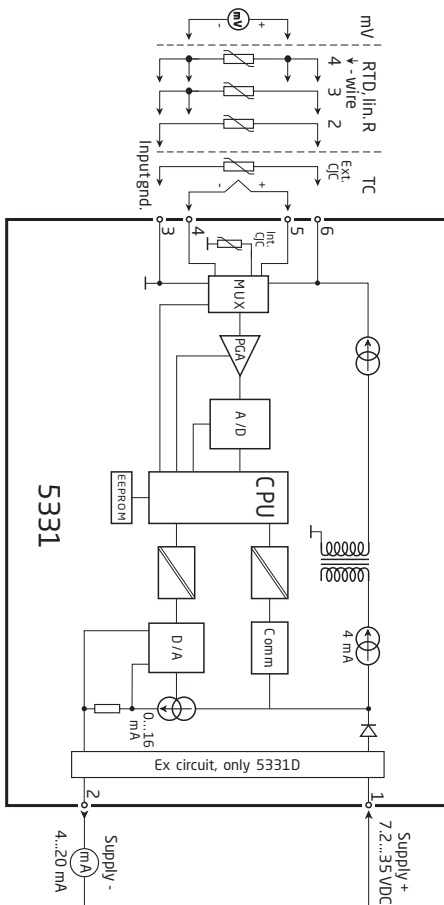 mV
- mV +
RTD, lin. R
- wire
4
3
2
TC
Ext.
CJC
- +
Input gnd.
3
4
5
6
Int.
CJC
MUX
PGA
A/D
CPU
EEPROM
5331
D/A
Comm
4 mA
0...16
mA
Ex circuit, only 5331D
2
1
Supply -
mA
4...20 mA
Supply +
7.2...35 VDC